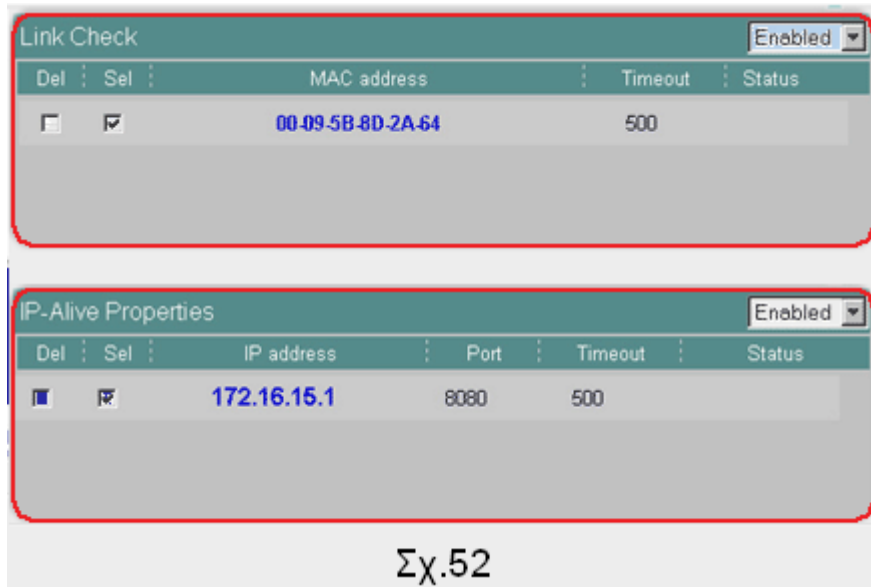 Link Check Enabled
Del Sel MAC address Timeout Status
00-09-5B-8D-2A-64 500
IP-Alive Properties Enabled
Del Sel IP address Port Timeout Status
172.16.15.1 8080 500
Σχ.52